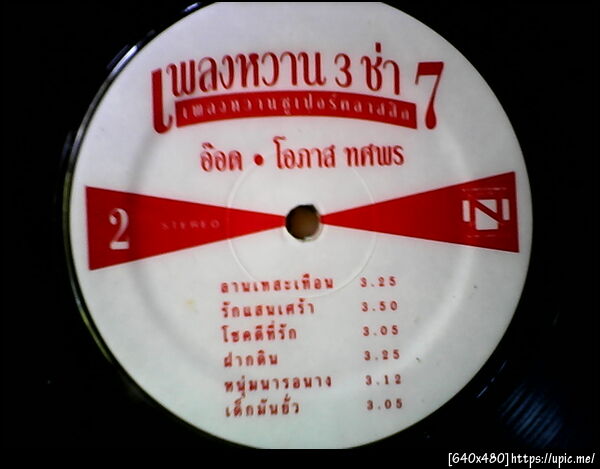 เพลงหวาน 3 ช่า 7
เพลงหวานซูเปอร์คลาสสิค
อ๊อด • โอภาส ทศพร
2 STEREO
ลานเทสะเทือน 3.25
รักแสนเศร้า 3.50
โชคดีที่รัก 3.05
ฝากดิน 3.25
หนุ่มนารอนาง 3.12
เด็กมันยั่ว 3.05
[640x480]https://upic.me/